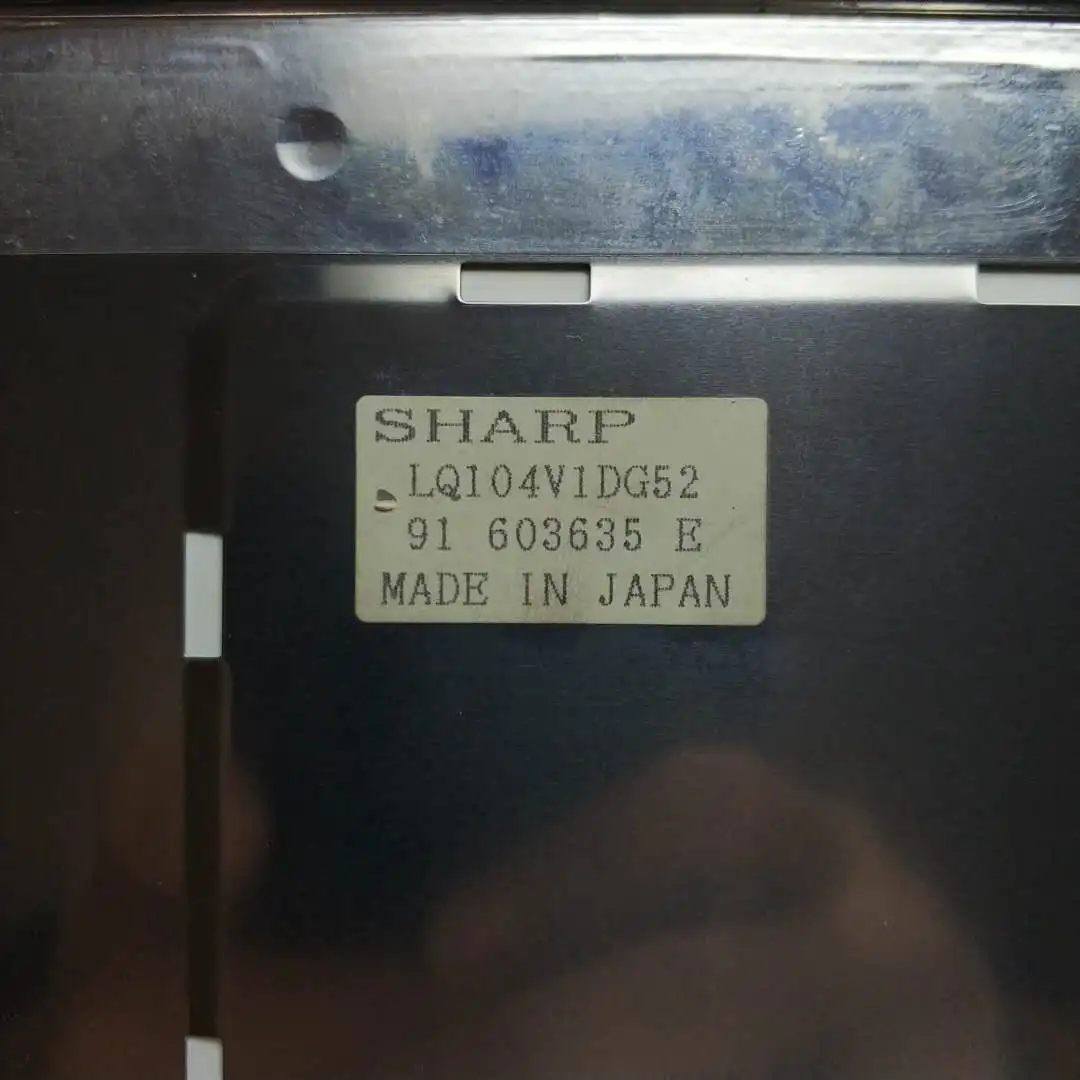 SHARP
LQ104V1DG52
91 603635 E
MADE IN JAPAN